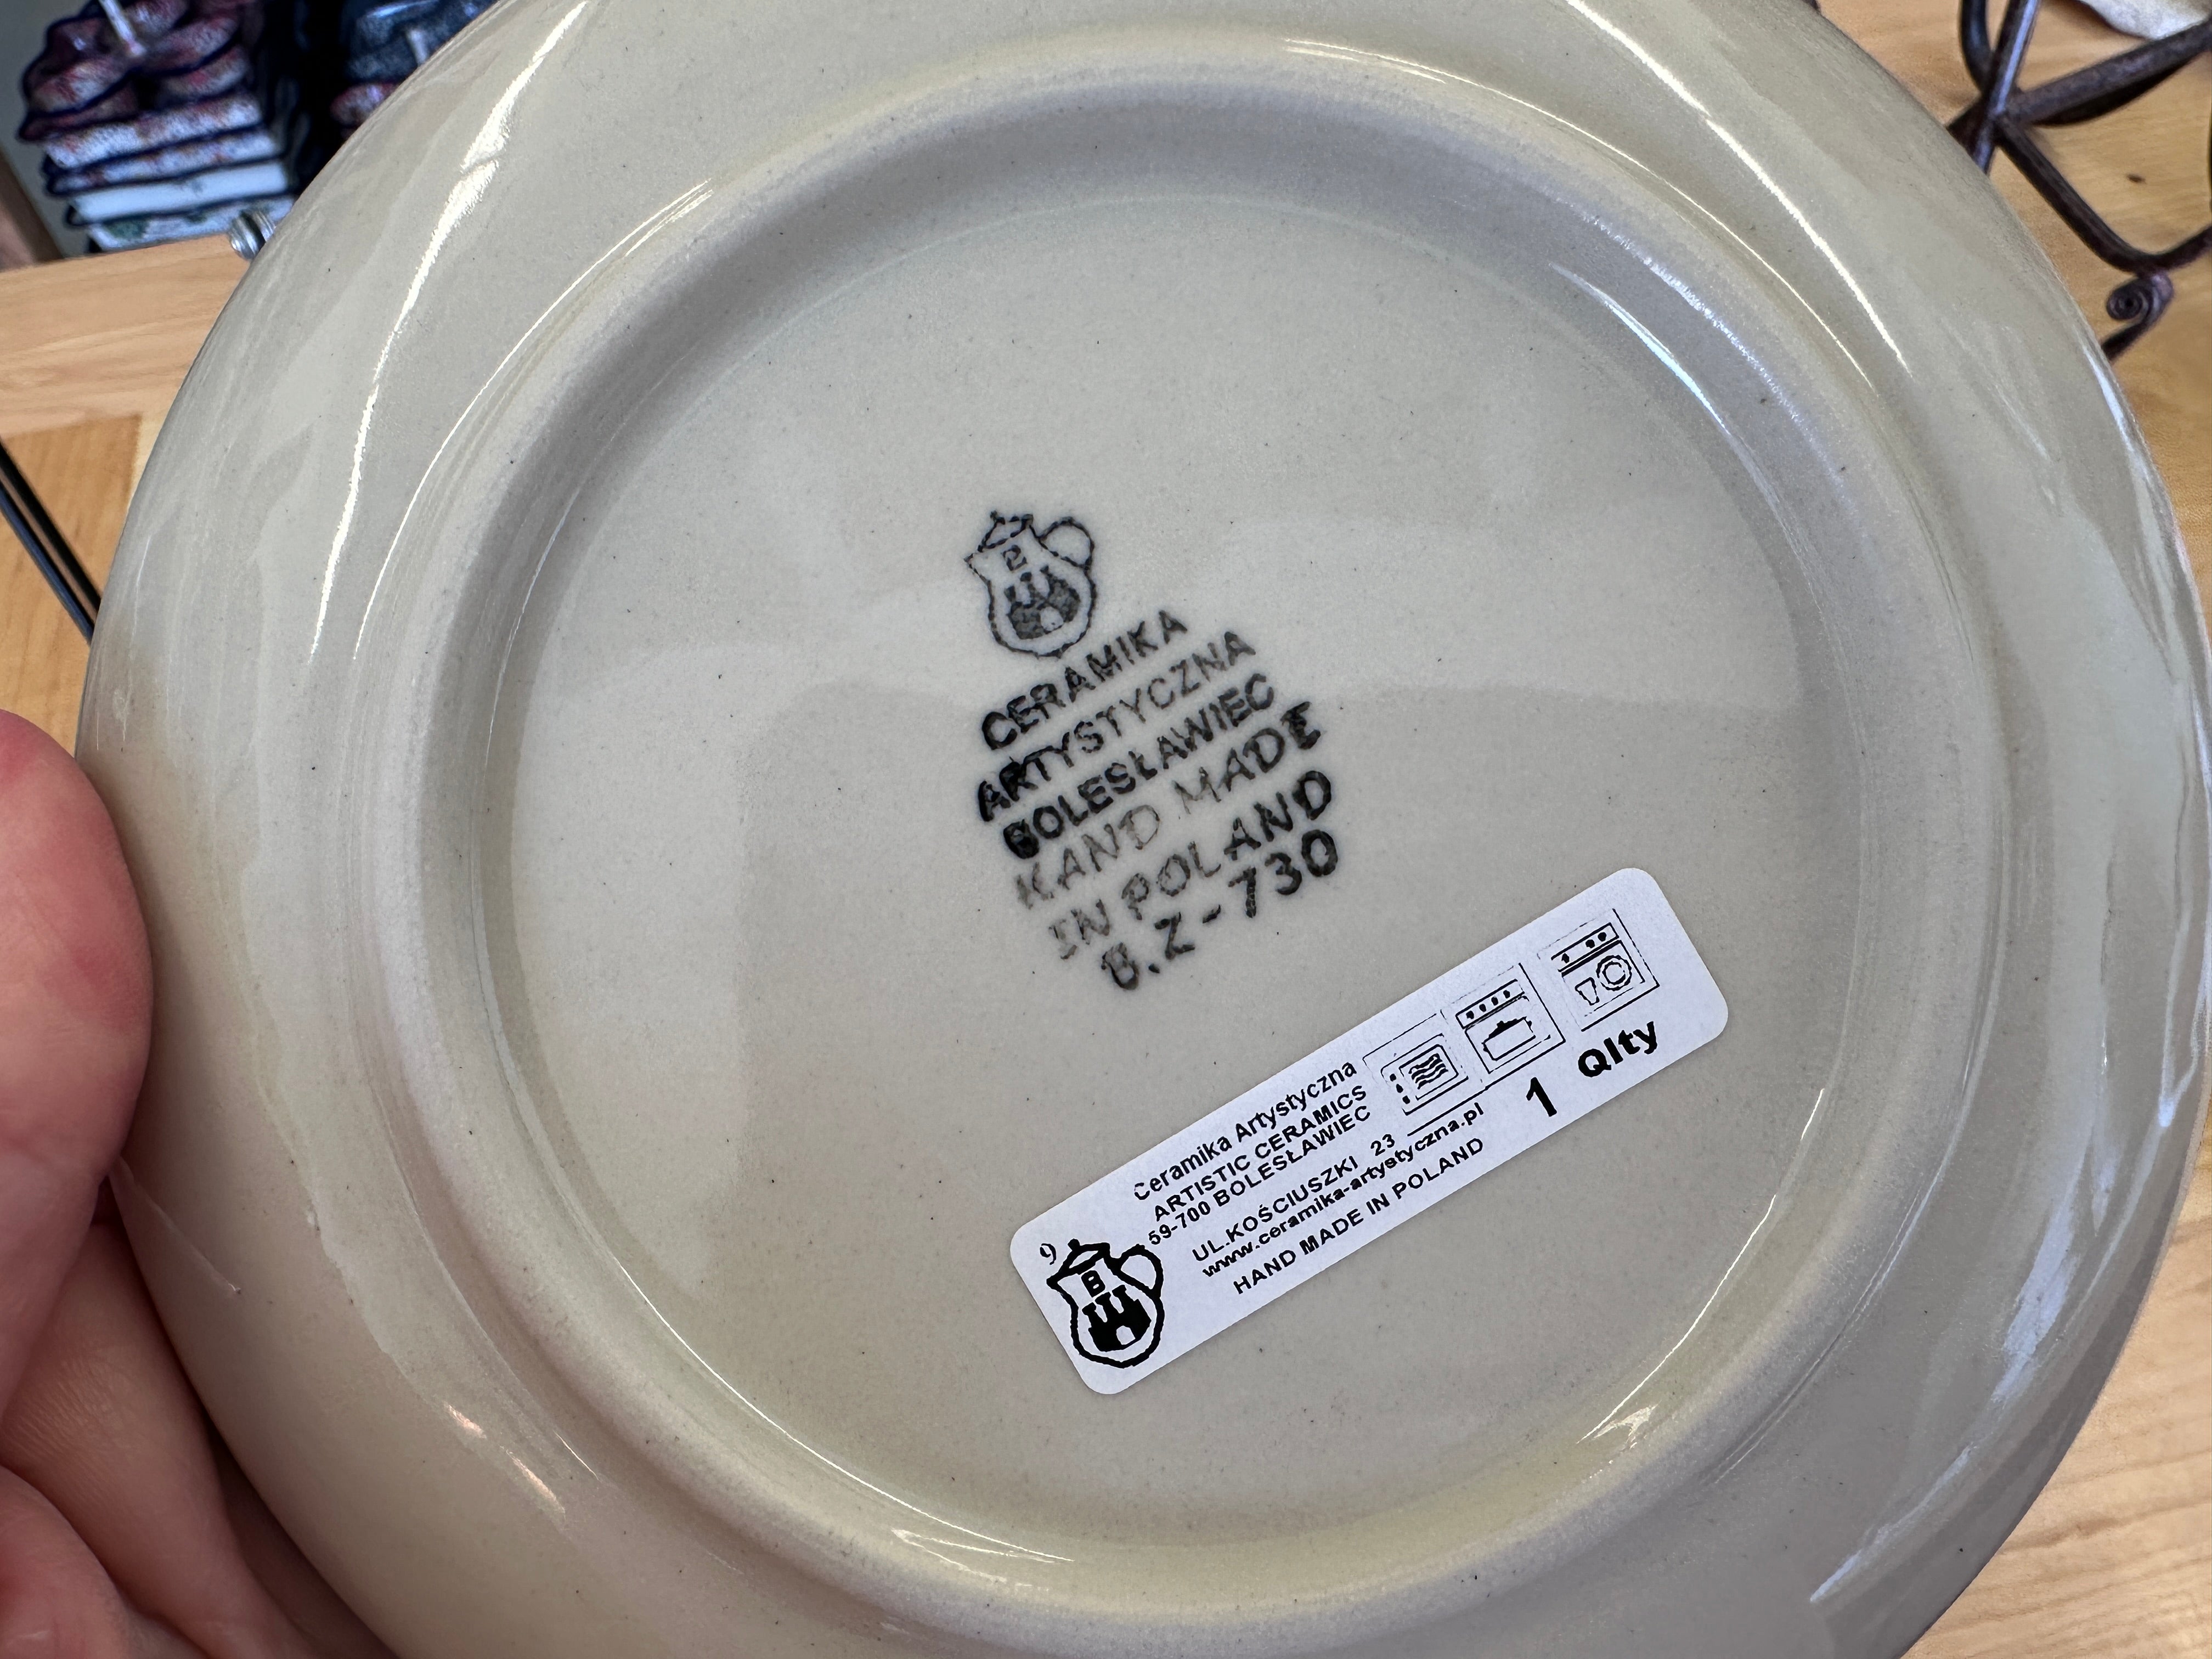 B
CERAMIKA
ARTYSTYCZNA
BOLESŁAWIEC
HAND MADE
IN POLAND
B.Z-730
9
B
Ceramika Artystyczna
ARTISTIC CERAMICS
59-700 BOLESŁAWIEC
UL.KOŚCIUSZKI 23
www.ceramika-artystyczna.pl
HAND MADE IN POLAND
1 Qlty